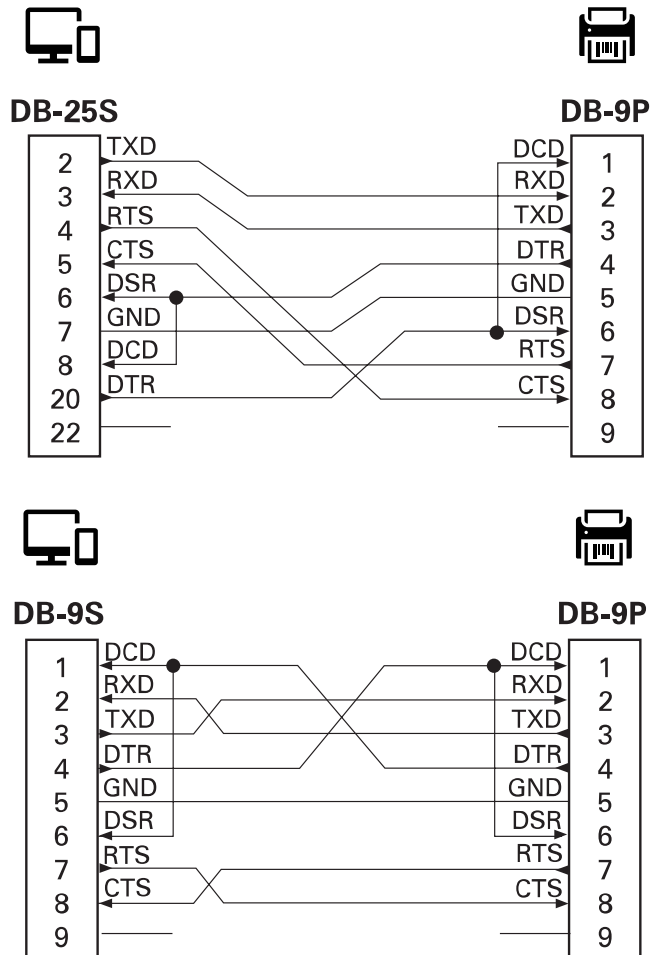 DB-25S DB-9P
2 TXD DCD 1
3 RXD RXD 2
4 RTS TXD 3
5 CTS DTR 4
6 DSR GND 5
7 GND DSR 6
8 DCD RTS 7
20 DTR CTS 8
22 9
DB-9S DB-9P
1 DCD DCD 1
2 RXD RXD 2
3 TXD TXD 3
4 DTR DTR 4
5 GND GND 5
6 DSR DSR 6
7 RTS RTS 7
8 CTS CTS 8
9 9